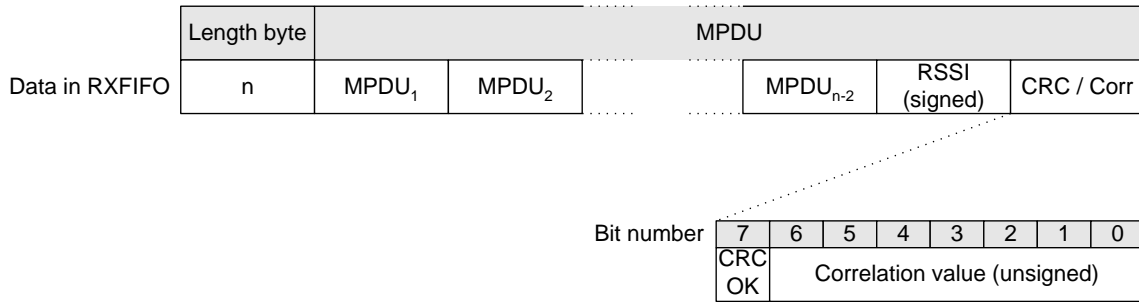 Length byte MPDU
Data in RXFIFO n MPDU1 MPDU2 MPDUn-2 RSSI (signed) CRC / Corr
Bit number 7 6 5 4 3 2 1 0
CRC OK Correlation value (unsigned)